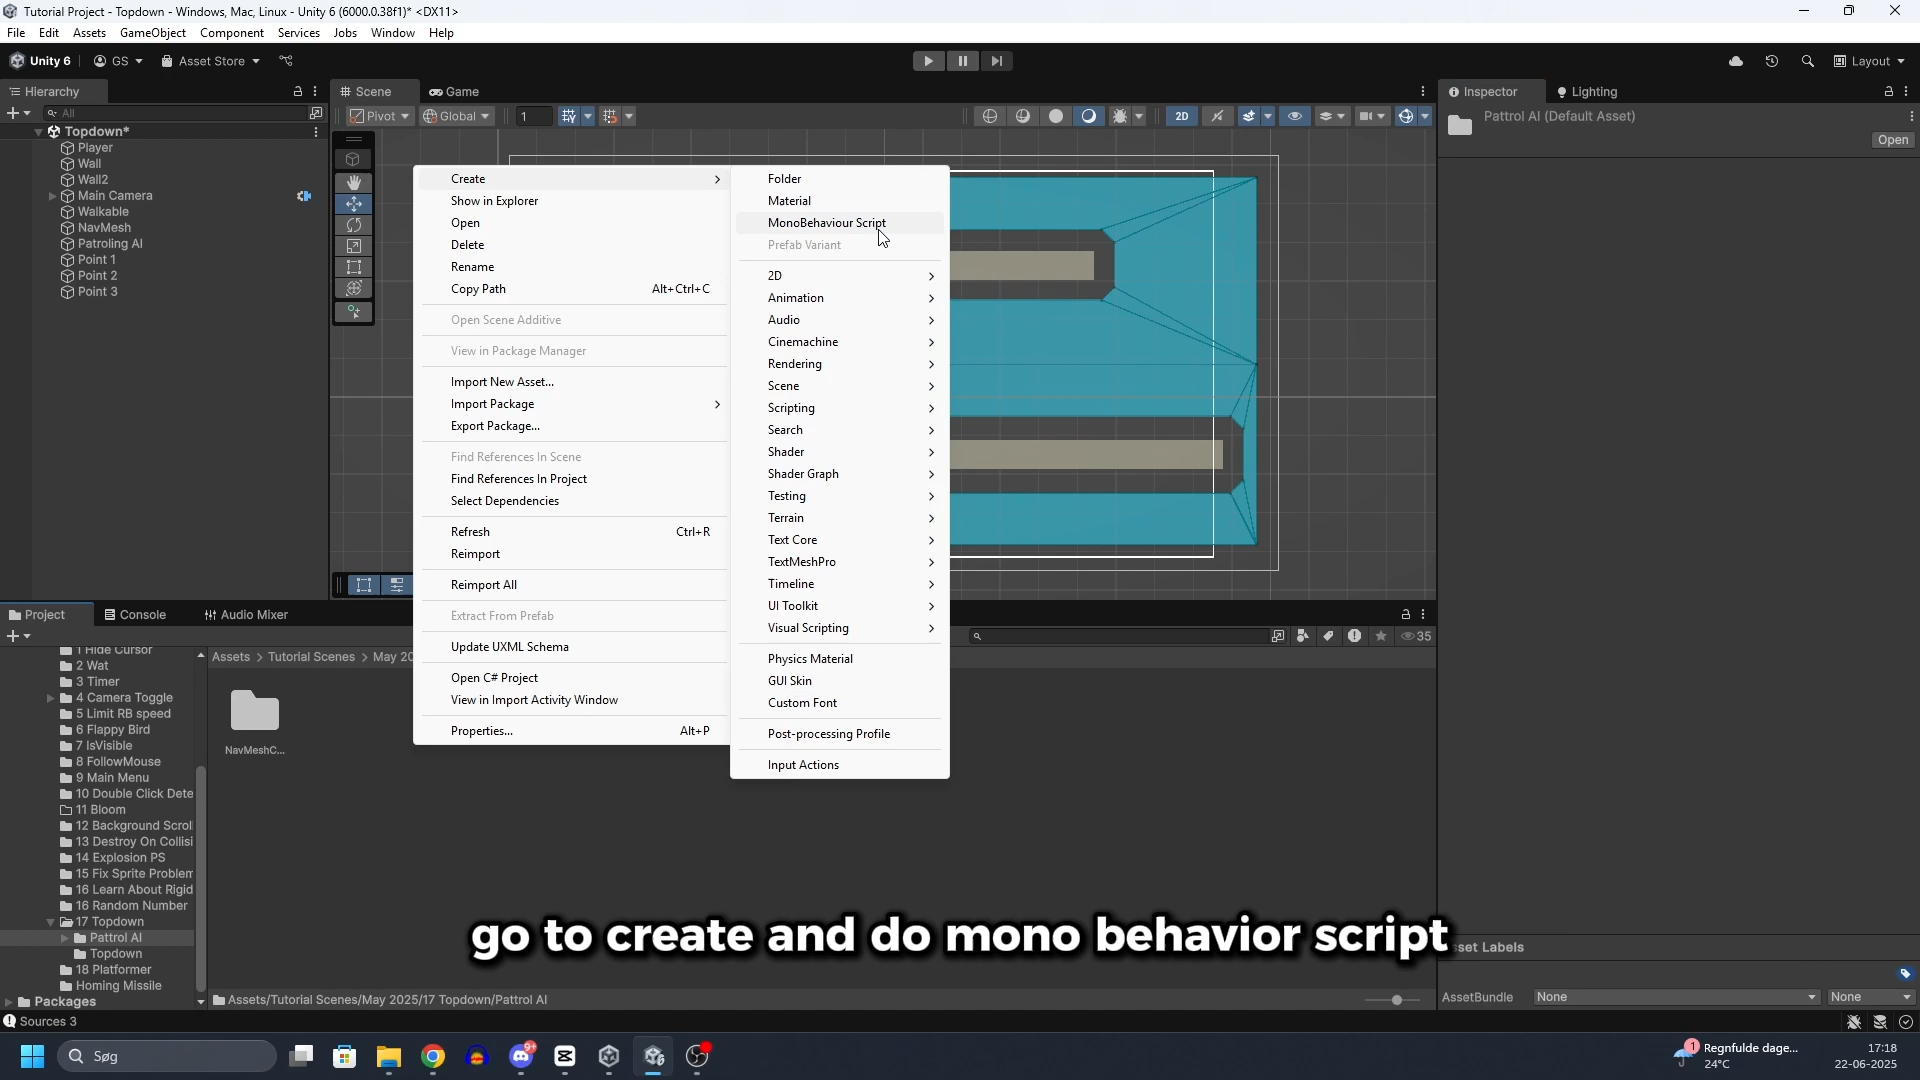 Tutorial Project - Topdown - Windows, Mac, Linux - Unity 6 (6000.0.38f1)* <DX11>
File Edit Assets GameObject Component Services Jobs Window Help
Unity 6 GS Asset Store Layout
Hierarchy
All
Topdown*
Player
Wall
Wall2
Main Camera
Walkable
NavMesh
Patroling AI
Point 1
Point 2
Point 3
Scene Game
Pivot Global 1 2D
Create
Show in Explorer
Open
Delete
Rename
Copy Path Alt+Ctrl+C
Open Scene Additive
View in Package Manager
Import New Asset...
Import Package
Export Package...
Find References In Scene
Find References In Project
Select Dependencies
Refresh Ctrl+R
Reimport
Reimport All
Extract From Prefab
Update UXML Schema
Open C# Project
View in Import Activity Window
Properties... Alt+P
Folder
Material
MonoBehaviour Script
Prefab Variant
2D
Animation
Audio
Cinemachine
Rendering
Scene
Scripting
Search
Shader
Shader Graph
Testing
Terrain
Text Core
TextMeshPro
Timeline
UI Toolkit
Visual Scripting
Physics Material
GUI Skin
Custom Font
Post-processing Profile
Input Actions
Inspector Lighting
Pattrol AI (Default Asset)
Open
Project Console Audio Mixer
35
1 Hide Cursor
2 Wat
3 Timer
4 Camera Toggle
5 Limit RB speed
6 Flappy Bird
7 IsVisible
8 FollowMouse
9 Main Menu
10 Double Click Dete
11 Bloom
12 Background Scrol
13 Destroy On Collisi
14 Explosion PS
15 Fix Sprite Problem
16 Learn About Rigid
16 Random Number
17 Topdown
Pattrol AI
Topdown
18 Platformer
Homing Missile
Packages
Assets > Tutorial Scenes > May 20
NavMeshC...
go to create and do mono behavior script
Assets/Tutorial Scenes/May 2025/17 Topdown/Pattrol AI
sset Labels
AssetBundle None None
Sources 3
Søg
9+
1
Regnfulde dage...
24°C
17:18
22-06-2025